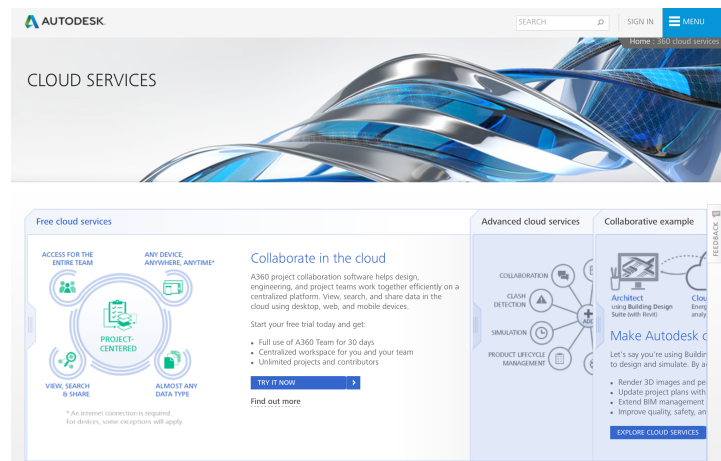 AUTODESK.
SEARCH
SIGN IN
MENU
Home : 360 cloud services
CLOUD SERVICES
FEEDBACK
Free cloud services
ACCESS FOR THE
ENTIRE TEAM
ANY DEVICE,
ANYWHERE, ANYTIME*
PROJECT-
CENTERED
VIEW, SEARCH
& SHARE
ALMOST ANY
DATA TYPE
* An internet connection is required.
For devices, some exceptions will apply.
Collaborate in the cloud
A360 project collaboration software helps design,
engineering, and project teams work together efficiently on a
centralized platform. View, search, and share data in the
cloud using desktop, web, and mobile devices.
Start your free trial today and get:
• Full use of A360 Team for 30 days
• Centralized workspace for you and your team
• Unlimited projects and contributors
TRY IT NOW
Find out more
Advanced cloud services
COLLABORATION
CLASH
DETECTION
SIMULATION
PRODUCT LIFECYCLE
MANAGEMENT
ADD
Collaborative example
Architect
using Building Design
Suite (with Revit)
Clou
Energ
analy
Make Autodesk c
Let's say you're using Buildin
to design and simulate. By a
• Render 3D images and pe
• Update project plans with
• Extend BIM management
• Improve quality, safety, an
EXPLORE CLOUD SERVICES